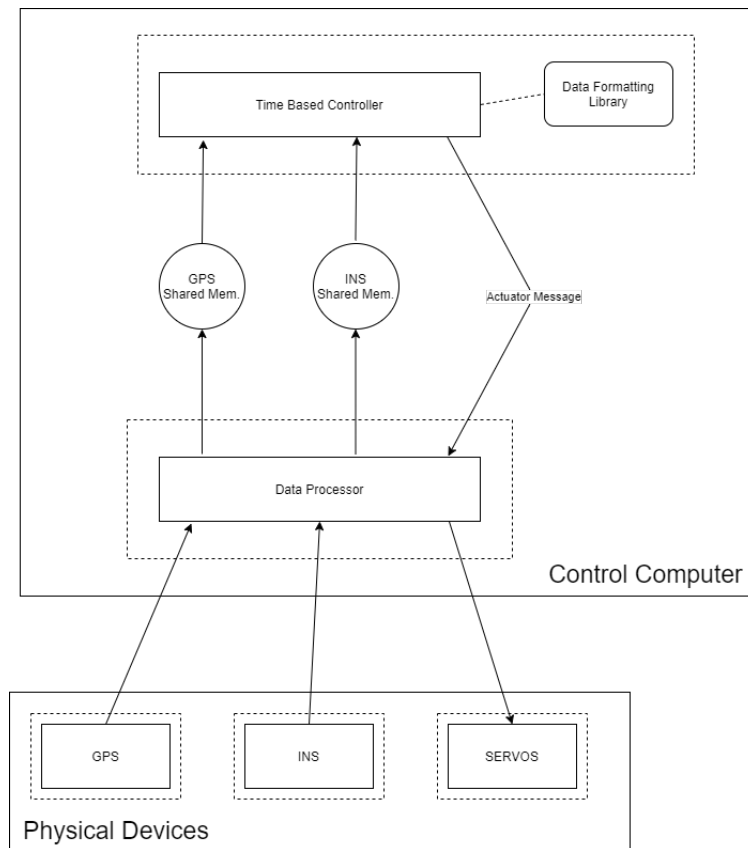 Time Based Controller
Data Formatting
Library
GPS
Shared Mem.
INS
Shared Mem.
Actuator Message
Data Processor
Control Computer
GPS
INS
SERVOS
Physical Devices